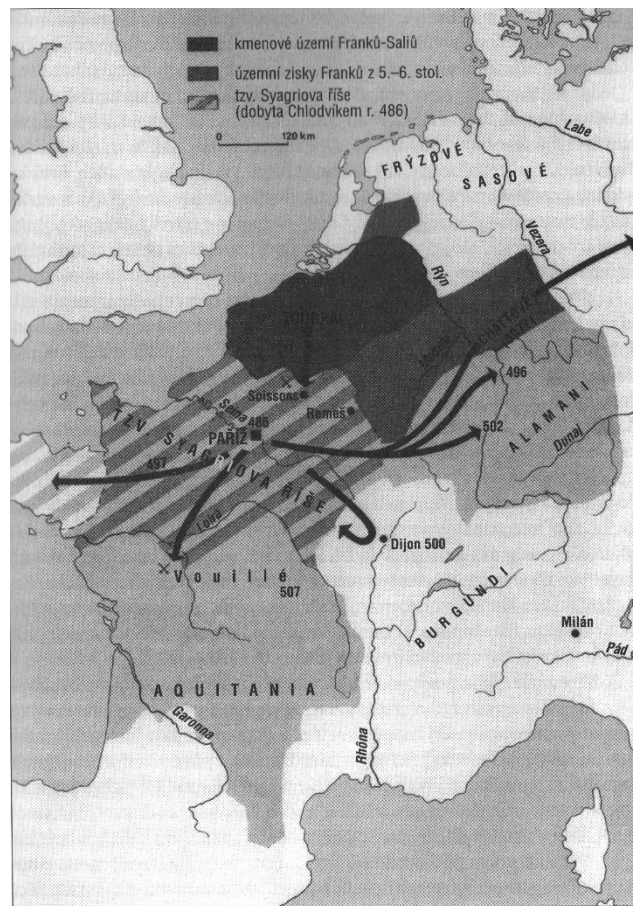 kmenové území Franků-Saliů
územní zisky Franků z 5.–6. stol.
tzv. Syagriova říše
(dobyta Chlodvíkem r. 486)
0 120 km
Labe
FRÝZOVÉ
SASOVÉ
Vezera
Rýn
TOURNAI
496
Soissons
Remeš
Seina
486
PAŘÍŽ
502
ALAMANI
Dunaj
TZV. SYAGRIOVA ŘÍŠE
497
Loira
Dijon 500
Vouillé
507
BURGUNDI
Milán
Pád
AQUITANIA
Garonna
Rhôna